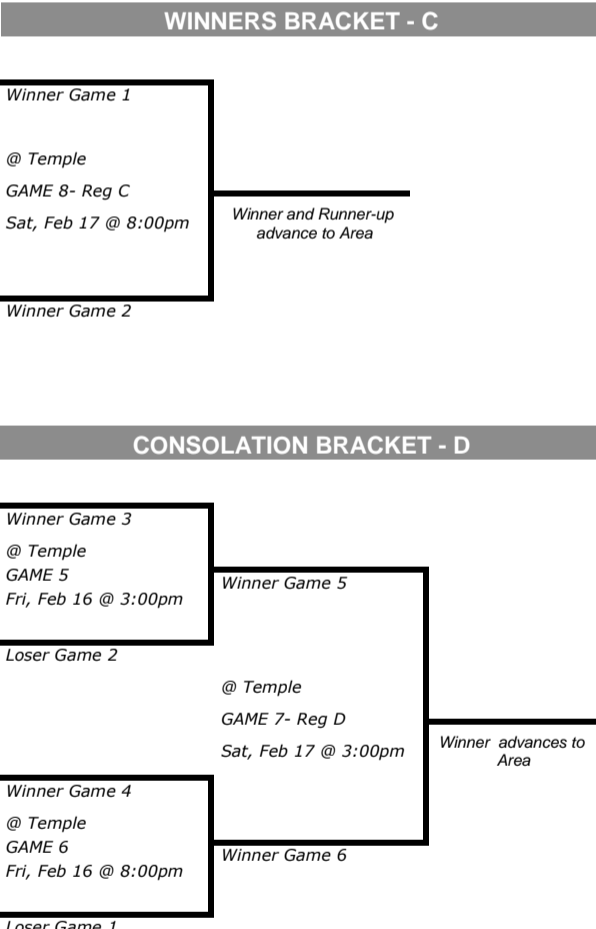 WINNERS BRACKET - C
Winner Game 1
@ Temple
GAME 8- Reg C
Sat, Feb 17 @ 8:00pm
Winner and Runner-up
advance to Area
Winner Game 2
CONSOLATION BRACKET - D
Winner Game 3
@ Temple
GAME 5
Fri, Feb 16 @ 3:00pm
Winner Game 5
Loser Game 2
@ Temple
GAME 7- Reg D
Sat, Feb 17 @ 3:00pm
Winner advances to
Area
Winner Game 4
@ Temple
GAME 6
Fri, Feb 16 @ 8:00pm
Winner Game 6
Loser Game 1